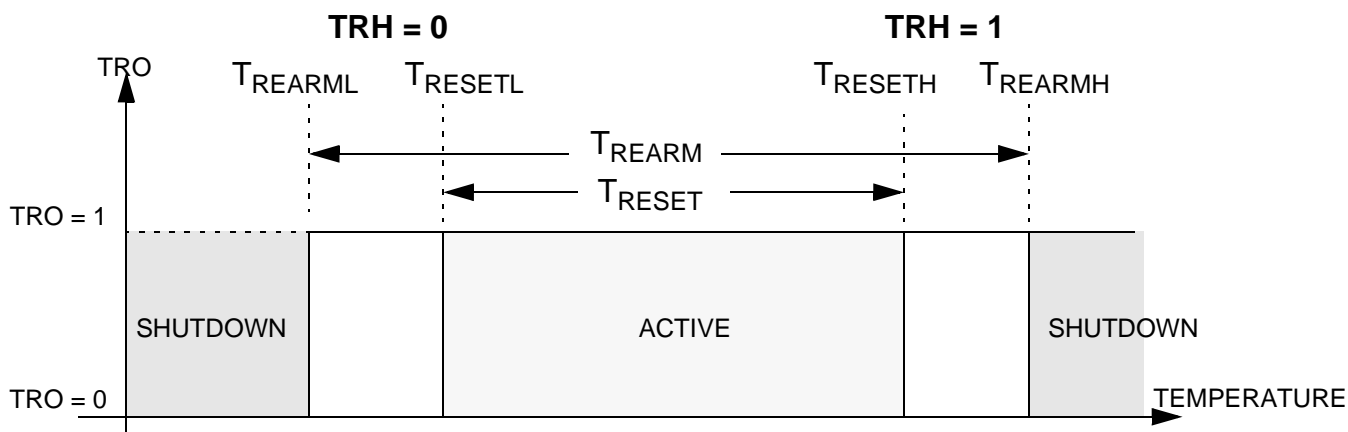 TRH = 0 TRH = 1
TRO TREARML TRESETL TRESETH TREARMH
TREARM
TRESET
TRO = 1
SHUTDOWN ACTIVE SHUTDOWN
TRO = 0 TEMPERATURE